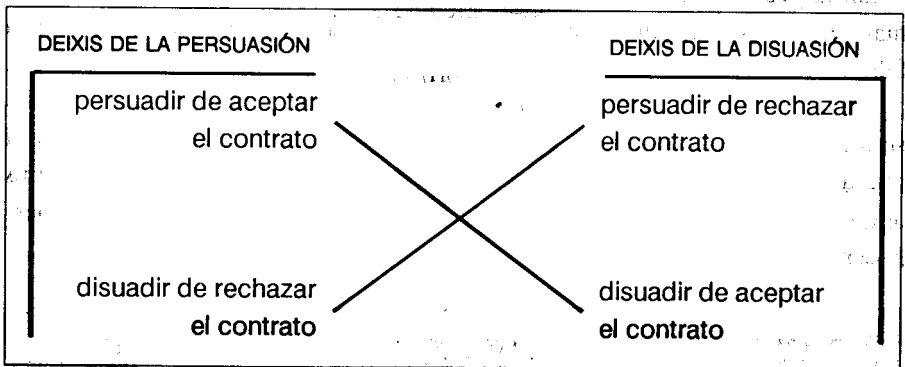 DEIXIS DE LA PERSUASIÓN
DEIXIS DE LA DISUASIÓN
persuadir de aceptar
el contrato
persuadir de rechazar
el contrato
disuadir de rechazar
el contrato
disuadir de aceptar
el contrato